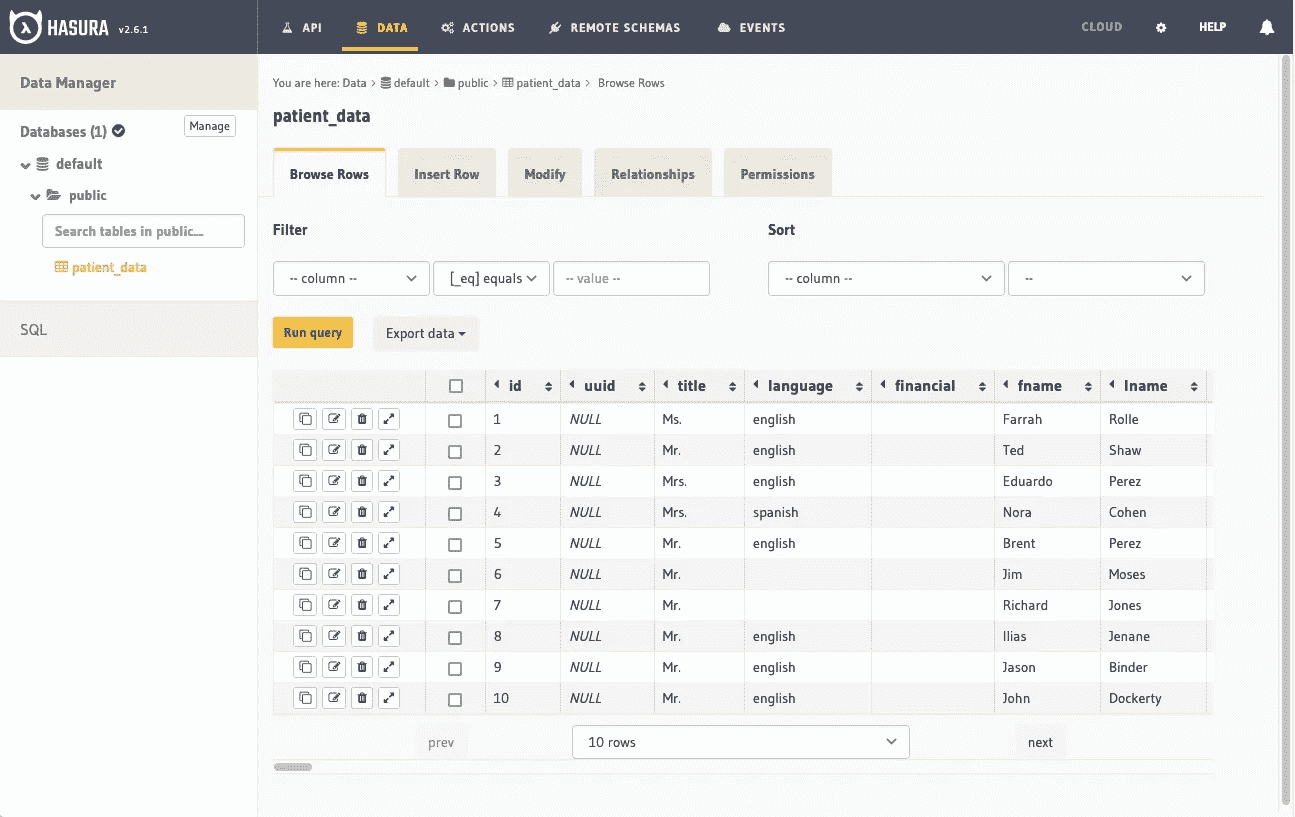 HASURA v2.6.1 API DATA ACTIONS REMOTE SCHEMAS EVENTS CLOUD HELP
Data Manager
Databases (1) Manage
default
public
Search tables in public....
patient_data
SQL
You are here: Data > default > public > patient_data > Browse Rows
patient_data
Browse Rows Insert Row Modify Relationships Permissions
Filter Sort
-- column -- [_eq] equals -- value -- -- column -- --
Run query Export data
id uuid title language financial fname lname
1 NULL Ms. english Farrah Rolle
2 NULL Mr. english Ted Shaw
3 NULL Mrs. english Eduardo Perez
4 NULL Mrs. spanish Nora Cohen
5 NULL Mr. english Brent Perez
6 NULL Mr. Jim Moses
7 NULL Mr. Richard Jones
8 NULL Mr. english Ilias Jenane
9 NULL Mr. english Jason Binder
10 NULL Mr. english John Dockerty
prev 10 rows next